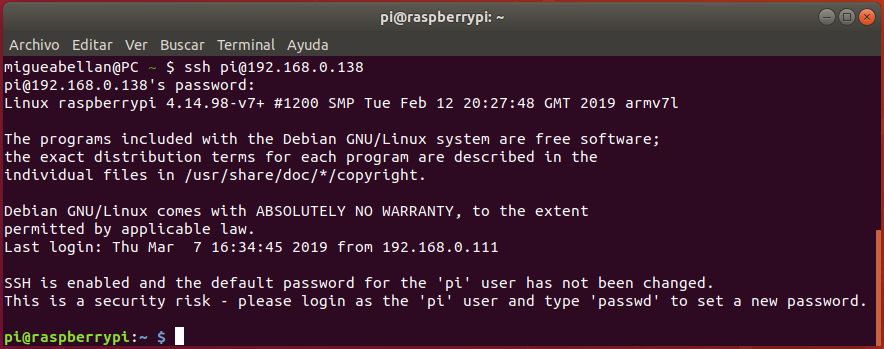 pi@raspberrypi: ~
Archivo Editar Ver Buscar Terminal Ayuda
migueabellan@PC ~ $ ssh pi@192.168.0.138
pi@192.168.0.138's password:
Linux raspberrypi 4.14.98-v7+ #1200 SMP Tue Feb 12 20:27:48 GMT 2019 armv7l

The programs included with the Debian GNU/Linux system are free software;
the exact distribution terms for each program are described in the
individual files in /usr/share/doc/*/copyright.

Debian GNU/Linux comes with ABSOLUTELY NO WARRANTY, to the extent
permitted by applicable law.
Last login: Thu Mar  7 16:34:45 2019 from 192.168.0.111

SSH is enabled and the default password for the 'pi' user has not been changed.
This is a security risk - please login as the 'pi' user and type 'passwd' to set a new password.

pi@raspberrypi:~ $